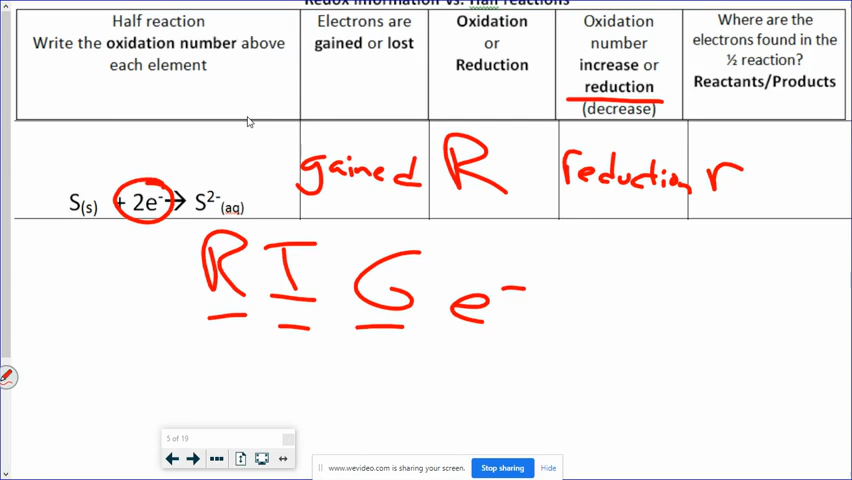 Redox Information vs. Half reactions
Half reaction
Write the oxidation number above
each element
Electrons are
gained or lost
Oxidation
or
Reduction
Oxidation
number
increase or
reduction
(decrease)
Where are the
electrons found in the
½ reaction?
Reactants/Products
S(s) + 2e⁻→ S²⁻(aq)
gained
R
reduction
r
R I G e⁻
5 of 19
www.wevideo.com is sharing your screen.
Stop sharing
Hide